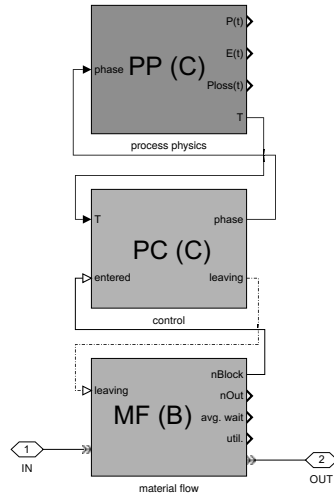 P(t)
phase PP (C) E(t)
Ploss(t)
T
process physics
T phase
PC (C)
entered leaving
control
nBlock
leaving nOut
MF (B) avg. wait
util.
1 2
IN OUT
material flow